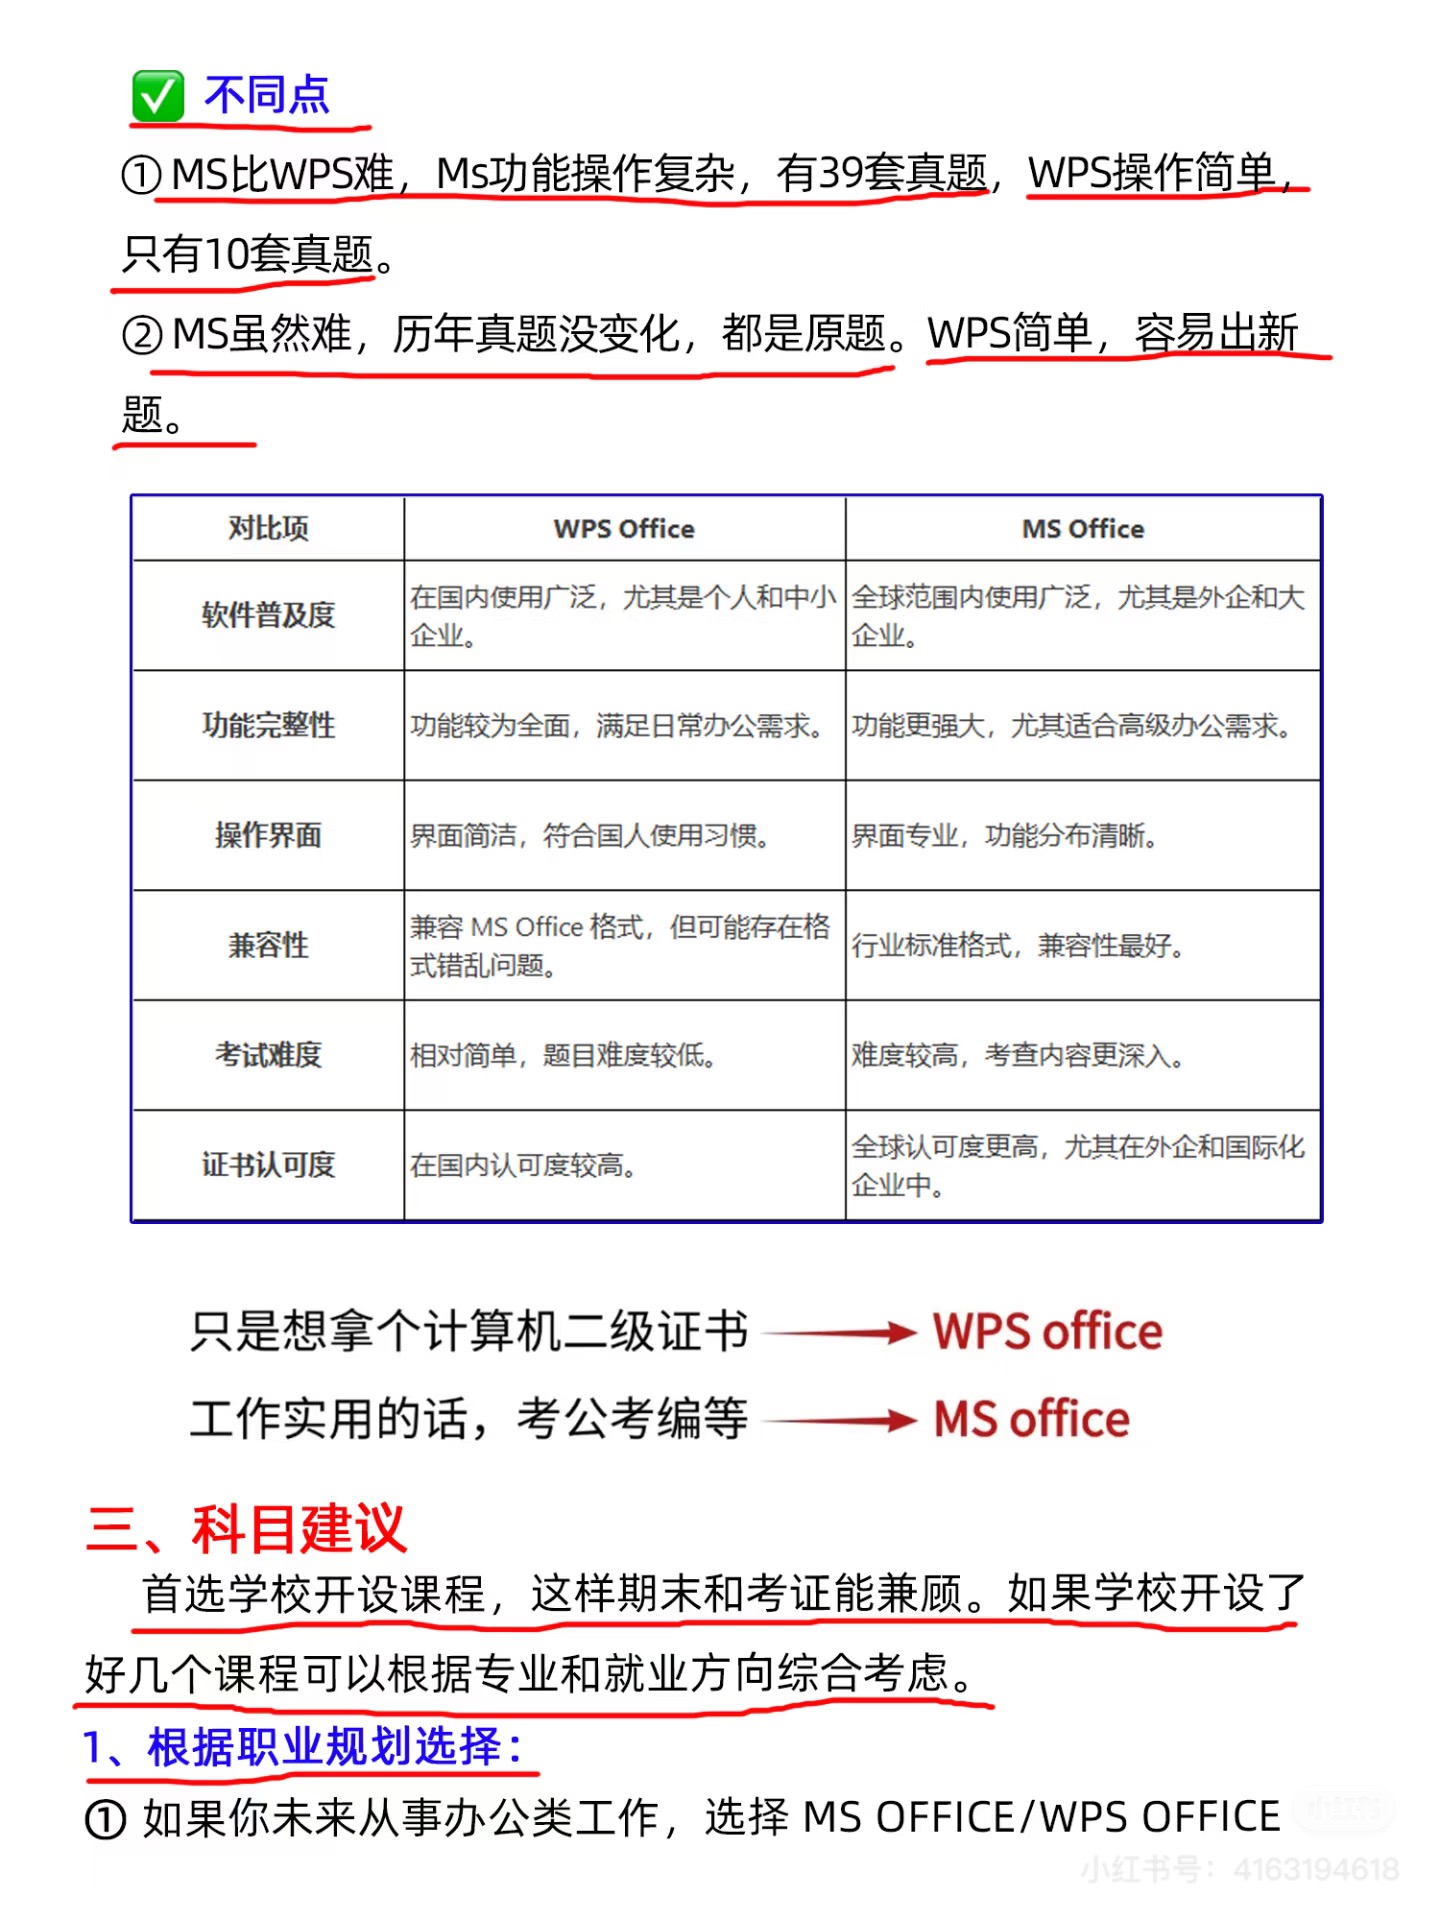 ✅ 不同点
① MS比WPS难，Ms功能操作复杂，有39套真题，WPS操作简单，
只有10套真题。
② MS虽然难，历年真题没变化，都是原题。WPS简单，容易出新
题。
对比项 WPS Office MS Office
软件普及度 在国内使用广泛，尤其是个人和中小
企业。 全球范围内使用广泛，尤其是外企和大
企业。
功能完整性 功能较为全面，满足日常办公需求。 功能更强大，尤其适合高级办公需求。
操作界面 界面简洁，符合国人使用习惯。 界面专业，功能分布清晰。
兼容性 兼容 MS Office 格式，但可能存在格
式错乱问题。 行业标准格式，兼容性最好。
考试难度 相对简单，题目难度较低。 难度较高，考查内容更深入。
证书认可度 在国内认可度较高。 全球认可度更高，尤其在外企和国际化
企业中。
只是想拿个计算机二级证书 → WPS office
工作实用的话，考公考编等 → MS office
三、科目建议
首选学校开设课程，这样期末和考证能兼顾。如果学校开设了
好几个课程可以根据专业和就业方向综合考虑。
1、根据职业规划选择：
① 如果你未来从事办公类工作，选择 MS OFFICE/WPS OFFICE
小红书
小红书号：4163194618